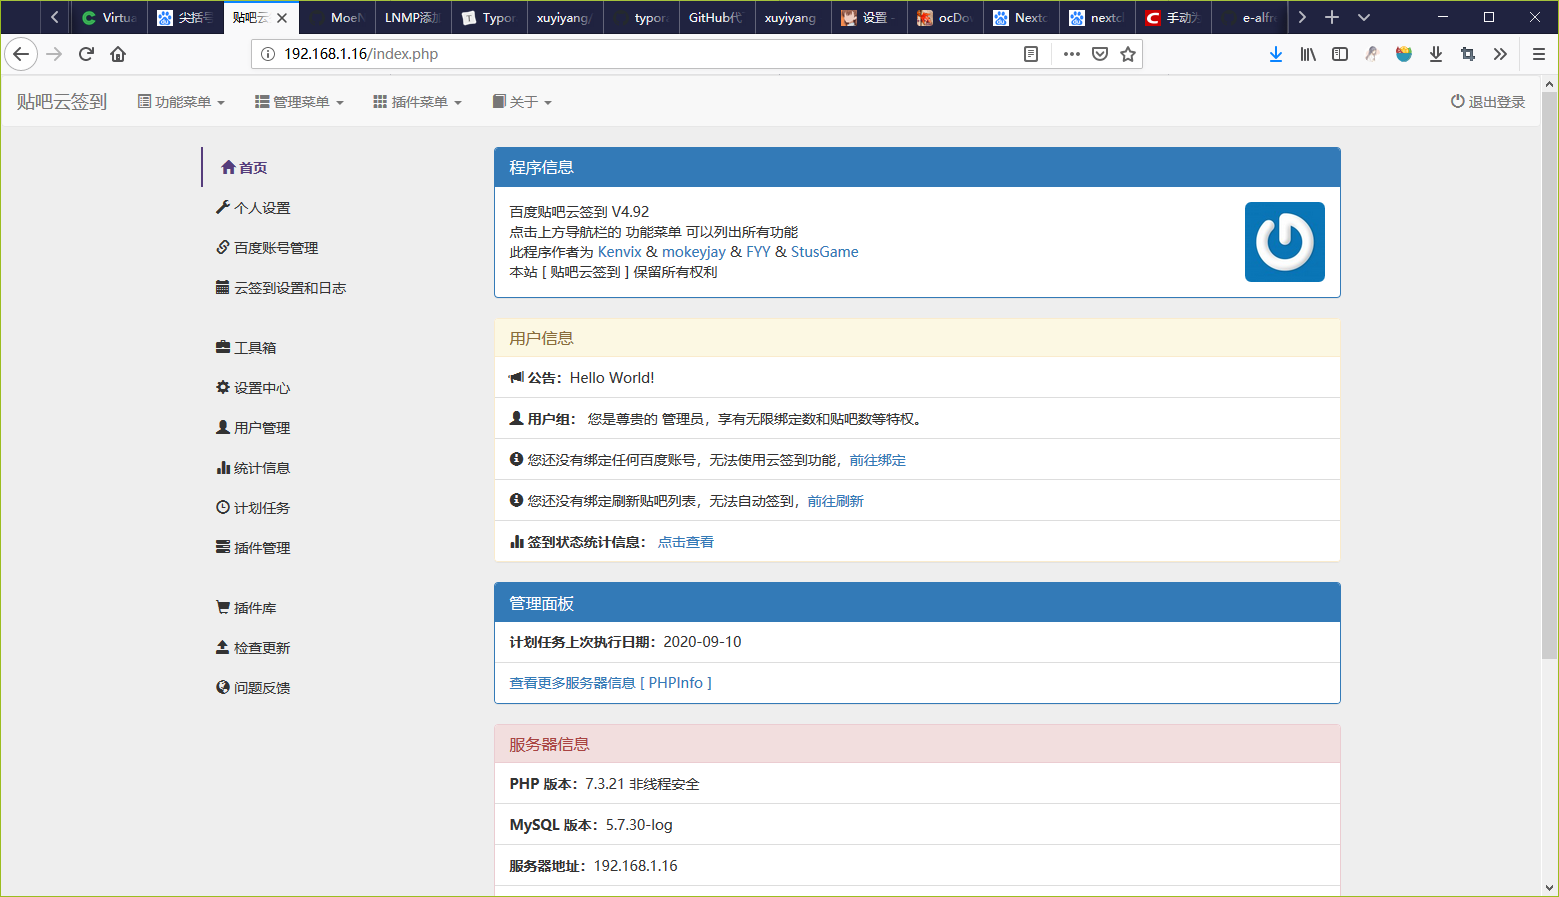 Virtua
尖括号
贴吧云
MoeN
LNMP添加
Typor
xuyiyang/
typora
GitHub代
xuyiyang
设置 -
ocDow
Nextc
nextcl
手动为
e-alfre
192.168.1.16/index.php
贴吧云签到
功能菜单
管理菜单
插件菜单
关于
退出登录
首页
个人设置
百度账号管理
云签到设置和日志
工具箱
设置中心
用户管理
统计信息
计划任务
插件管理
插件库
检查更新
问题反馈
程序信息
百度贴吧云签到 V4.92
点击上方导航栏的 功能菜单 可以列出所有功能
此程序作者为 Kenvix & mokeyjay & FYY & StusGame
本站 [ 贴吧云签到 ] 保留所有权利
用户信息
公告：Hello World!
用户组： 您是尊贵的 管理员，享有无限绑定数和贴吧数等特权。
您还没有绑定任何百度账号，无法使用云签到功能，前往绑定
您还没有绑定刷新贴吧列表，无法自动签到，前往刷新
签到状态统计信息： 点击查看
管理面板
计划任务上次执行日期：2020-09-10
查看更多服务器信息 [ PHPInfo ]
服务器信息
PHP 版本：7.3.21 非线程安全
MySQL 版本：5.7.30-log
服务器地址：192.168.1.16